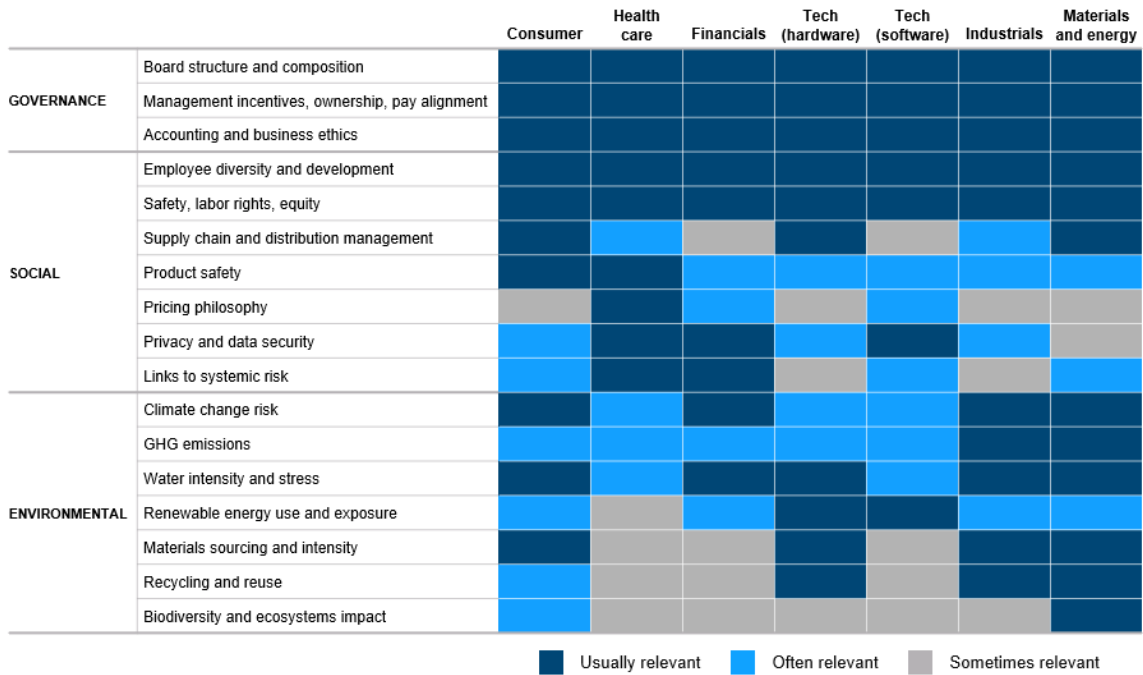 Consumer
Health
care
Financials
Tech
(hardware)
Tech
(software)
Industrials
Materials
and energy
GOVERNANCE
Board structure and composition
Management incentives, ownership, pay alignment
Accounting and business ethics
SOCIAL
Employee diversity and development
Safety, labor rights, equity
Supply chain and distribution management
Product safety
Pricing philosophy
Privacy and data security
Links to systemic risk
ENVIRONMENTAL
Climate change risk
GHG emissions
Water intensity and stress
Renewable energy use and exposure
Materials sourcing and intensity
Recycling and reuse
Biodiversity and ecosystems impact
Usually relevant
Often relevant
Sometimes relevant